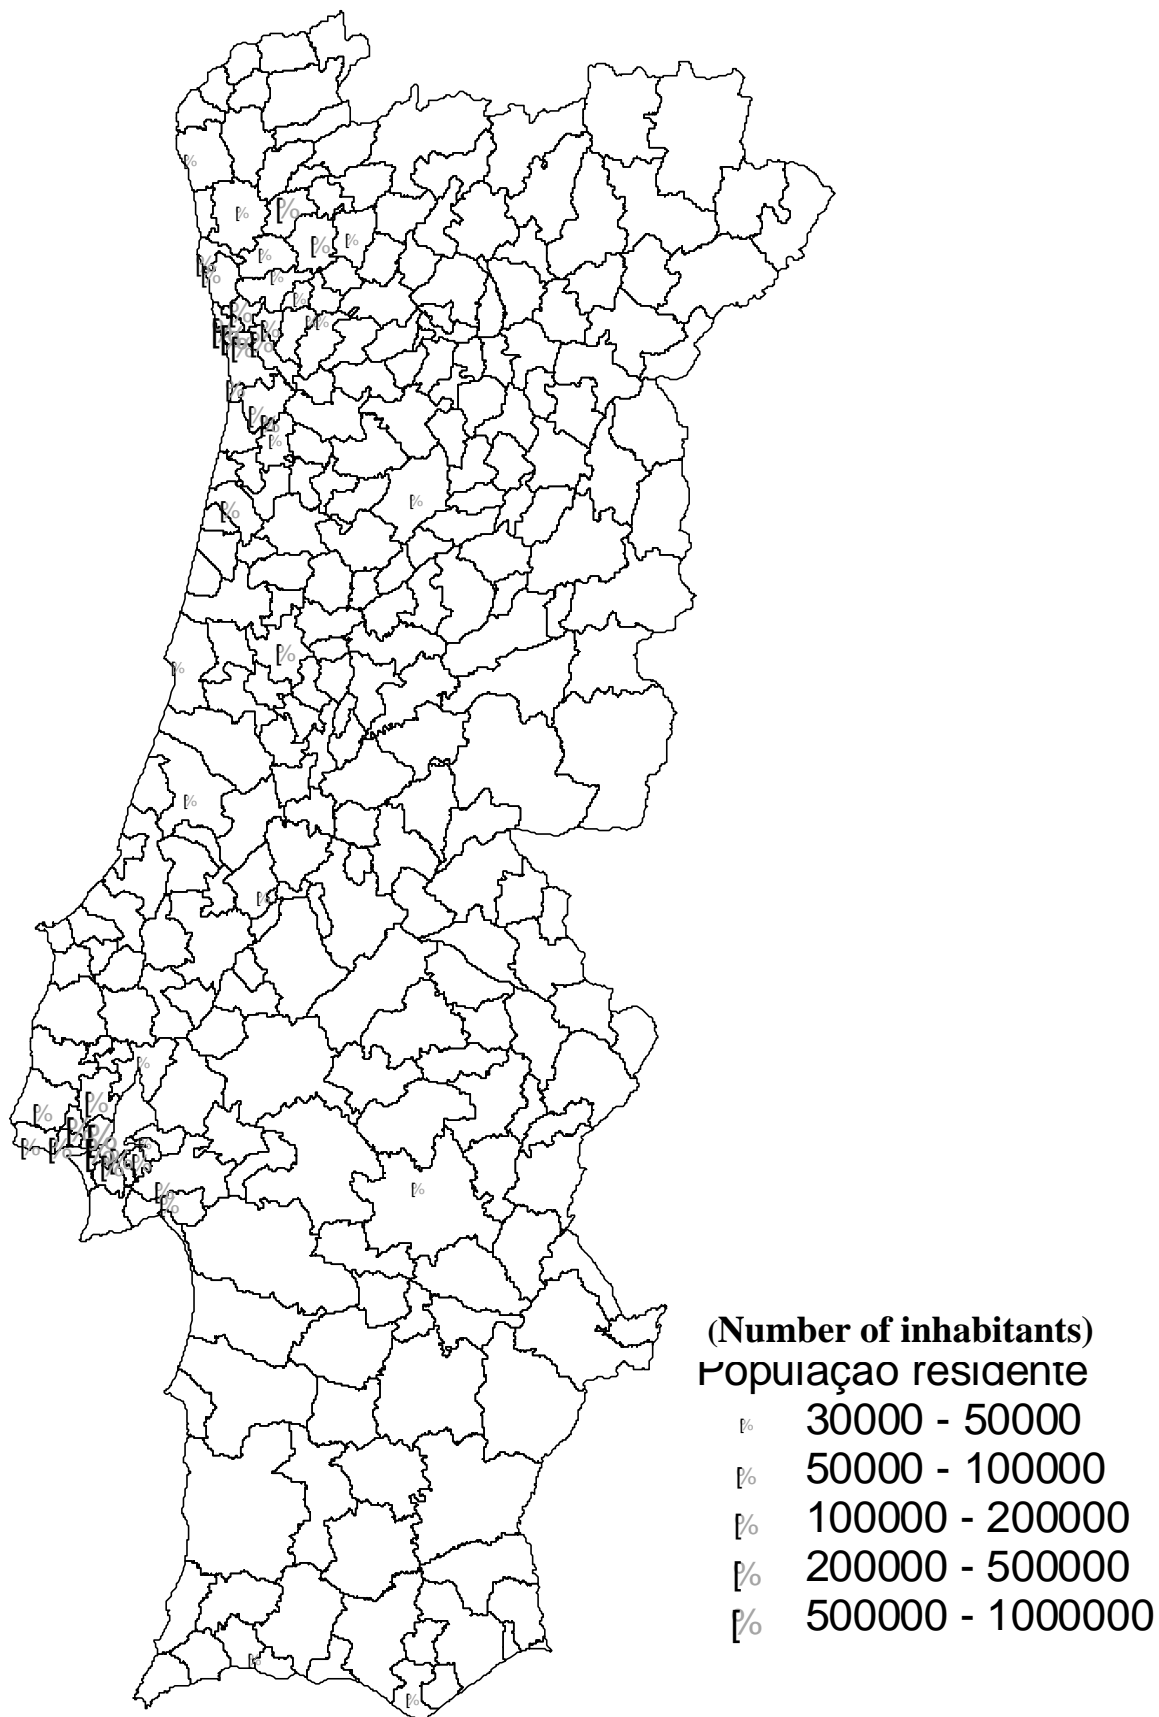 (Number of inhabitants)
População residente
30000 - 50000
50000 - 100000
100000 - 200000
200000 - 500000
500000 - 1000000